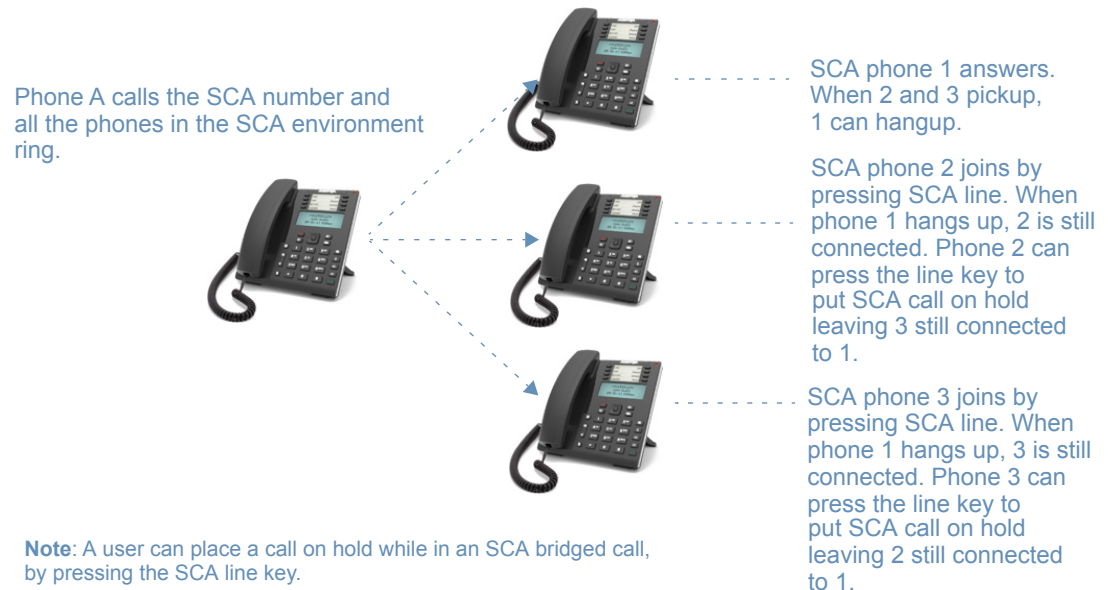 Phone A calls the SCA number and
all the phones in the SCA environment
ring.
SCA phone 1 answers.
When 2 and 3 pickup,
1 can hangup.
SCA phone 2 joins by
pressing SCA line. When
phone 1 hangs up, 2 is still
connected. Phone 2 can
press the line key to
put SCA call on hold
leaving 3 still connected
to 1.
SCA phone 3 joins by
pressing SCA line. When
phone 1 hangs up, 3 is still
connected. Phone 3 can
press the line key to
put SCA call on hold
leaving 2 still connected
to 1.
Note: A user can place a call on hold while in an SCA bridged call,
by pressing the SCA line key.